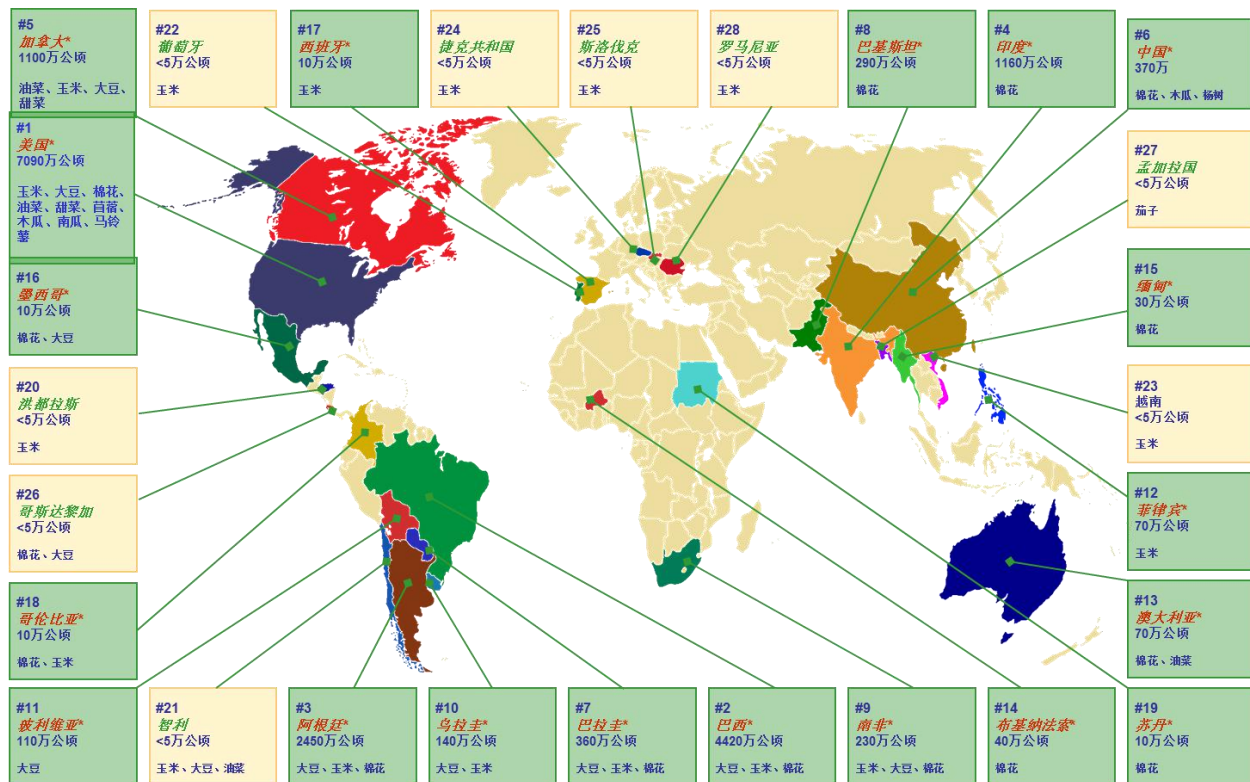 #5
加拿大*
1100万公顷
油菜、玉米、大豆、
甜菜
#22
葡萄牙
<5万公顷
玉米
#17
西班牙*
10万公顷
玉米
#24
捷克共和国
<5万公顷
玉米
#25
斯洛伐克
<5万公顷
玉米
#28
罗马尼亚
<5万公顷
玉米
#8
巴基斯坦*
290万公顷
棉花
#4
印度*
1160万公顷
棉花
#6
中国*
370万
棉花、木瓜、杨树
#1
美国*
7090万公顷
玉米、大豆、棉花、
油菜、甜菜、苜蓿、
木瓜、南瓜、马铃
薯
#27
孟加拉国
<5万公顷
茄子
#16
墨西哥*
10万公顷
棉花、大豆
#15
缅甸*
30万公顷
棉花
#20
洪都拉斯
<5万公顷
玉米
#23
越南
<5万公顷
玉米
#26
哥斯达黎加
<5万公顷
棉花、大豆
#12
菲律宾*
70万公顷
玉米
#18
哥伦比亚*
10万公顷
棉花、玉米
#13
澳大利亚*
70万公顷
棉花、油菜
#11
玻利维亚*
110万公顷
大豆
#21
智利
<5万公顷
玉米、大豆、油菜
#3
阿根廷*
2450万公顷
大豆、玉米、棉花
#10
乌拉圭*
140万公顷
大豆、玉米
#7
巴拉圭*
360万公顷
大豆、玉米、棉花
#2
巴西*
4420万公顷
大豆、玉米、棉花
#9
南非*
230万公顷
玉米、大豆、棉花
#14
布基纳法索*
40万公顷
棉花
#19
苏丹*
10万公顷
棉花